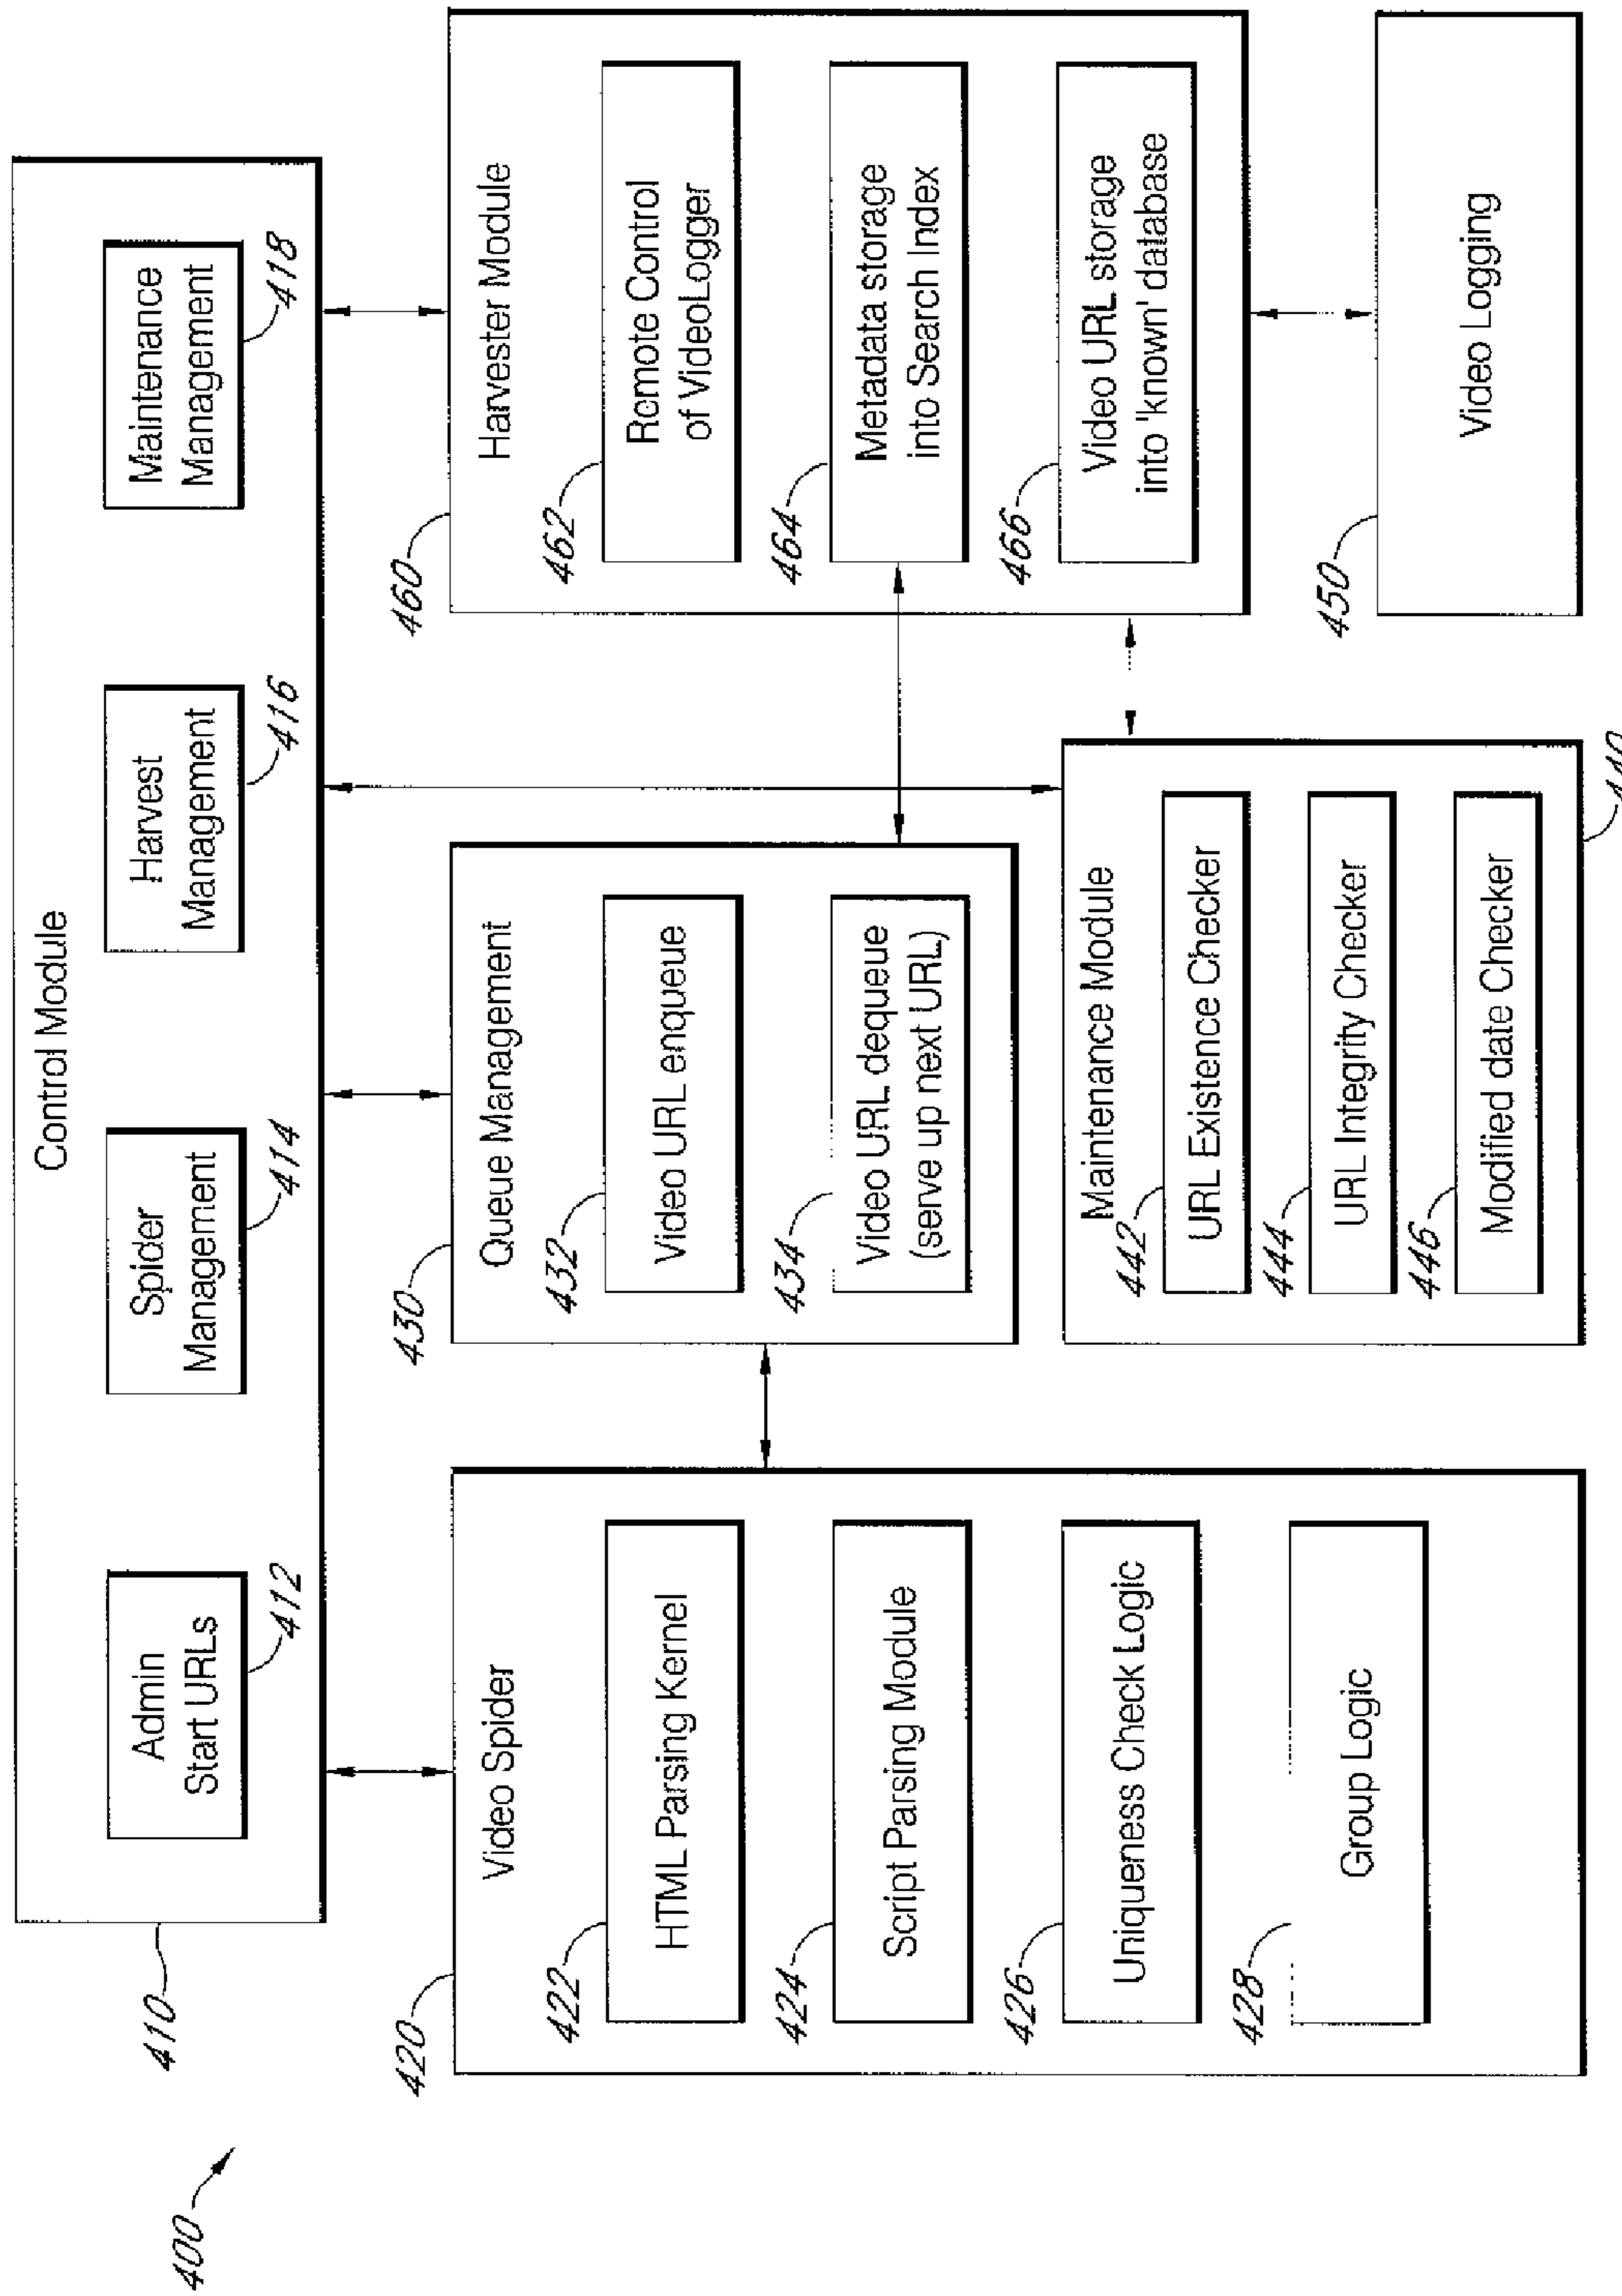 400
410
Control Module
Admin
Start URLs
412
Spider
Management
414
Harvest
Management
416
Maintenance
Management
418
420
Video Spider
422
HTML Parsing Kernel
424
Script Parsing Module
426
Uniqueness Check Logic
428
Group Logic
430
Queue Management
432
Video URL enqueue
434
Video URL dequeue
(serve up next URL)
Maintenance Module
442
URL Existence Checker
444
URL Integrity Checker
446
Modified date Checker
440
460
Harvester Module
462
Remote Control
of VideoLogger
464
Metadata storage
into Search Index
466
Video URL storage
into 'known' database
450
Video Logging